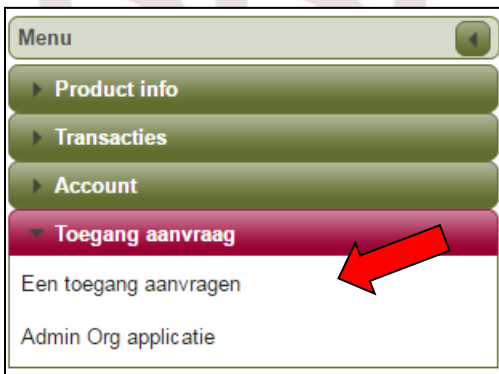 Menu
Product info
Transacties
Account
Toegang aanvraag
Een toegang aanvragen
Admin Org applicatie